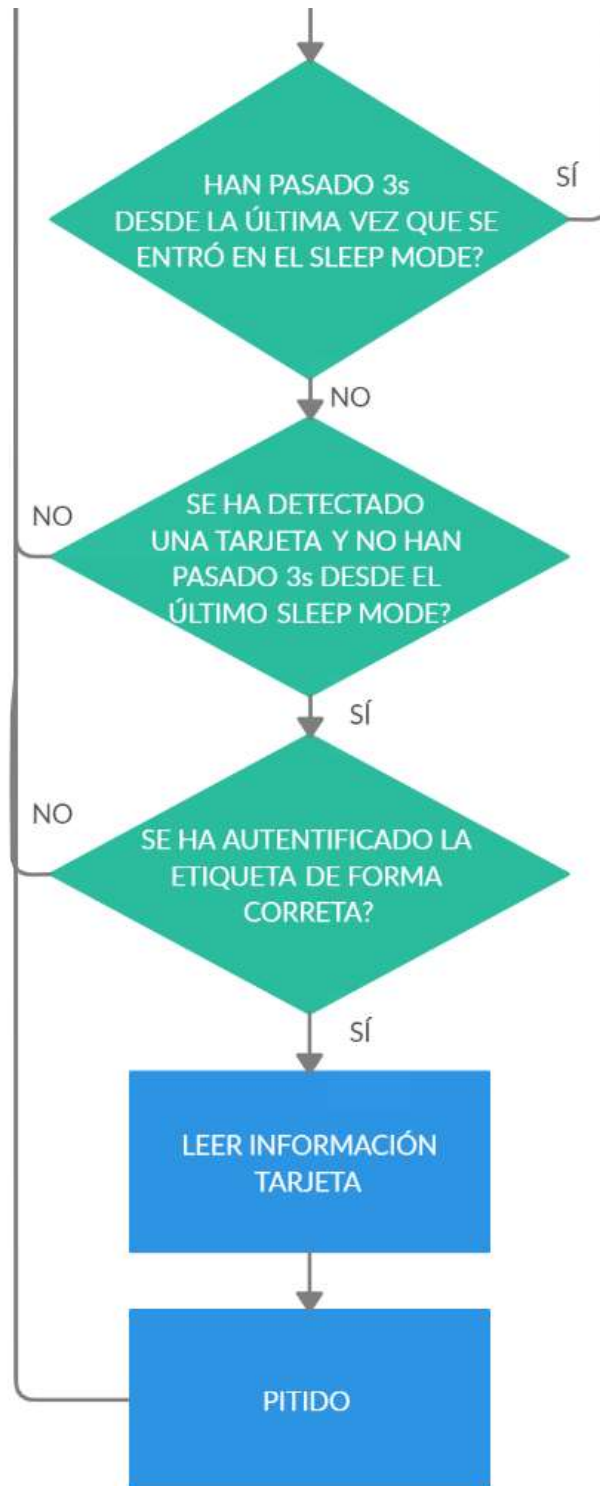 HAN PASADO 3s
DESDE LA ÚLTIMA VEZ QUE SE
ENTRÓ EN EL SLEEP MODE?
SÍ
NO
SE HA DETECTADO
UNA TARJETA Y NO HAN
PASADO 3s DESDE EL
ÚLTIMO SLEEP MODE?
NO
SÍ
SE HA AUTENTIFICADO LA
ETIQUETA DE FORMA
CORRETA?
NO
SÍ
LEER INFORMACIÓN
TARJETA
PITIDO